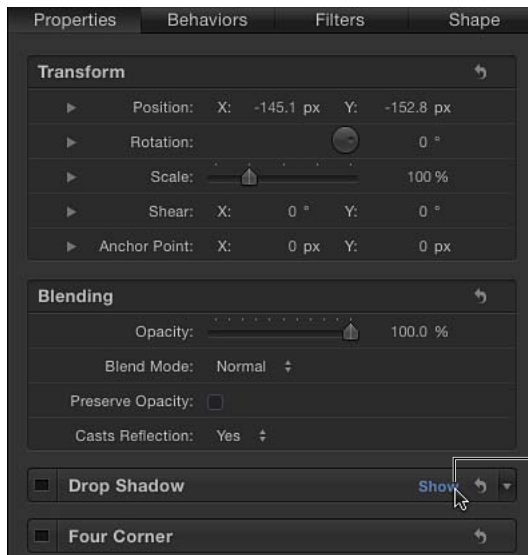 Properties Behaviors Filters Shape
Transform
Position: X: -145.1 px Y: -152.8 px
Rotation: 0 °
Scale: 100 %
Shear: X: 0 ° Y: 0 °
Anchor Point: X: 0 px Y: 0 px
Blending
Opacity: 100.0 %
Blend Mode: Normal
Preserve Opacity:
Casts Reflection: Yes
Drop Shadow Show
Four Corner